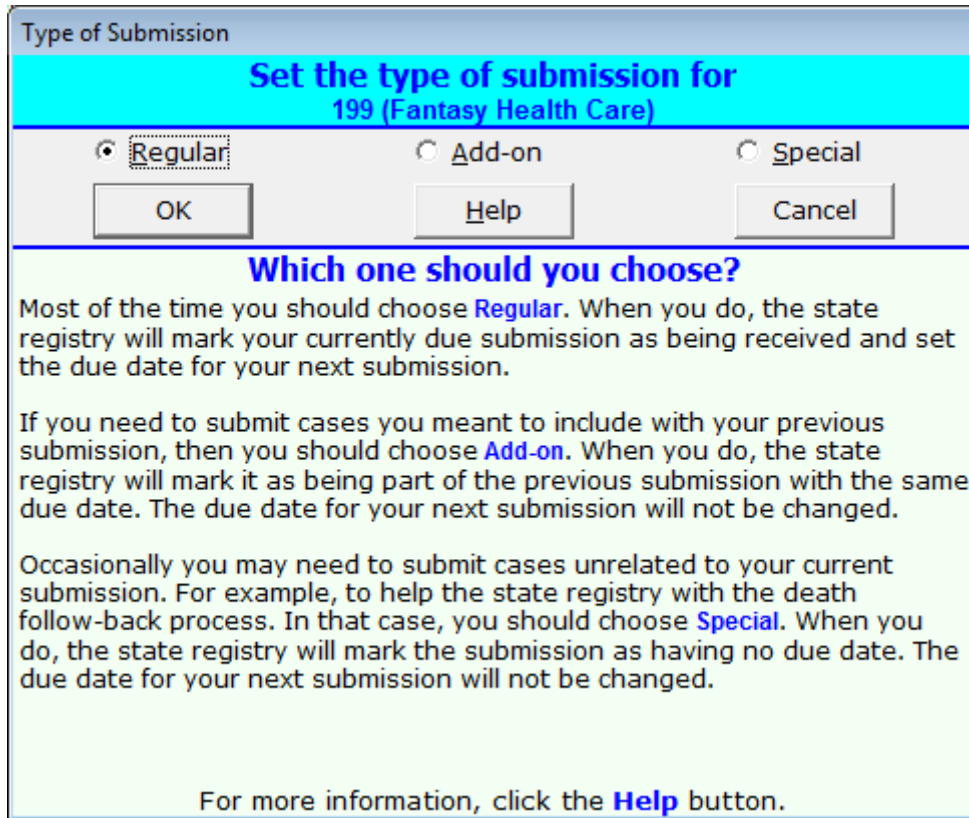 Type of Submission
Set the type of submission for
199 (Fantasy Health Care)
Regular Add-on Special
OK Help Cancel
Which one should you choose?
Most of the time you should choose Regular. When you do, the state
registry will mark your currently due submission as being received and set
the due date for your next submission.
If you need to submit cases you meant to include with your previous
submission, then you should choose Add-on. When you do, the state
registry will mark it as being part of the previous submission with the same
due date. The due date for your next submission will not be changed.
Occasionally you may need to submit cases unrelated to your current
submission. For example, to help the state registry with the death
follow-back process. In that case, you should choose Special. When you
do, the state registry will mark the submission as having no due date. The
due date for your next submission will not be changed.
For more information, click the Help button.